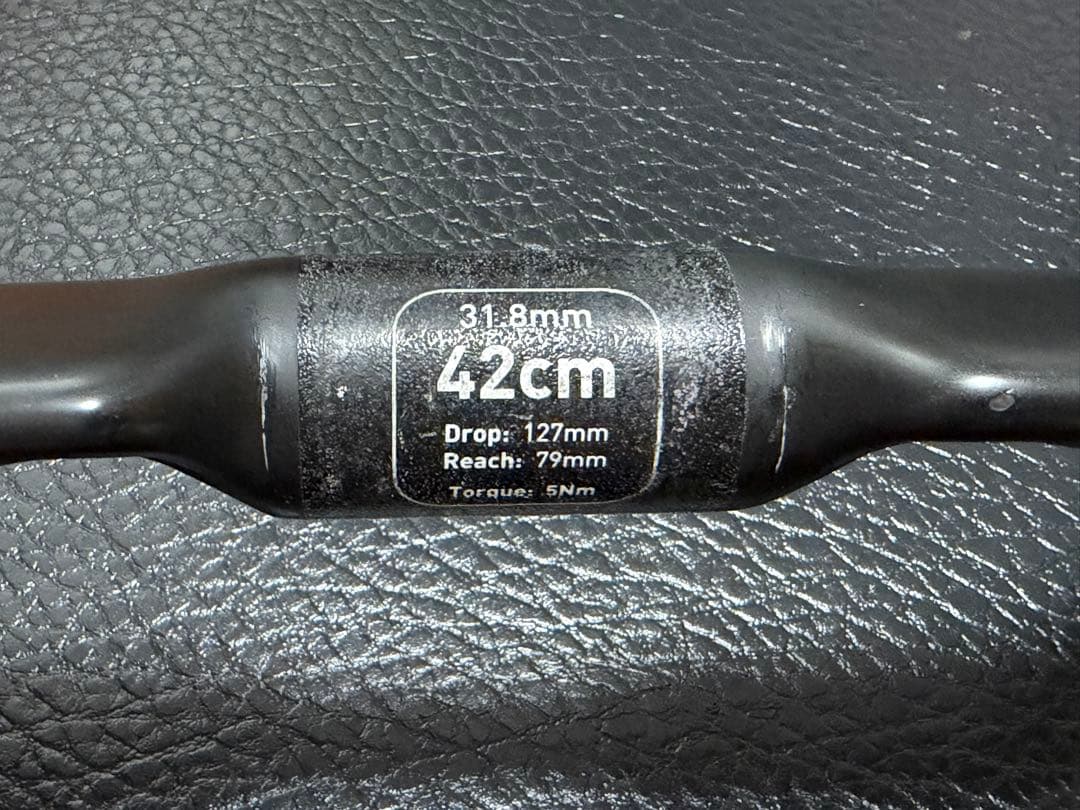 31.8mm
42cm
Drop: 127mm
Reach: 79mm
Torque: 5Nm